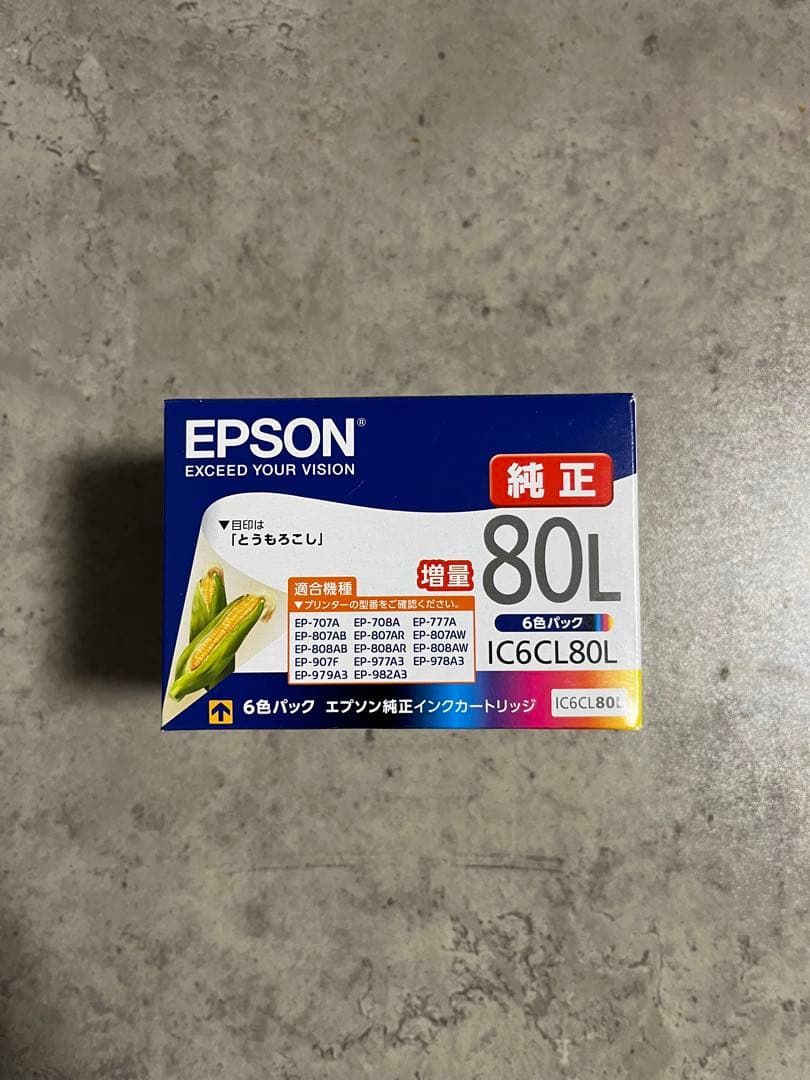 EPSON®
EXCEED YOUR VISION
純正
▼目印は
「とうもろこし」
増量
80L
6色パック
IC6CL80L
適合機種
▼プリンターの型番をご確認ください。
EP-707A EP-708A EP-777A
EP-807AB EP-807AR EP-807AW
EP-808AB EP-808AR EP-808AW
EP-907F EP-977A3 EP-978A3
EP-979A3 EP-982A3
6色パック エプソン純正インクカートリッジ
IC6CL80L